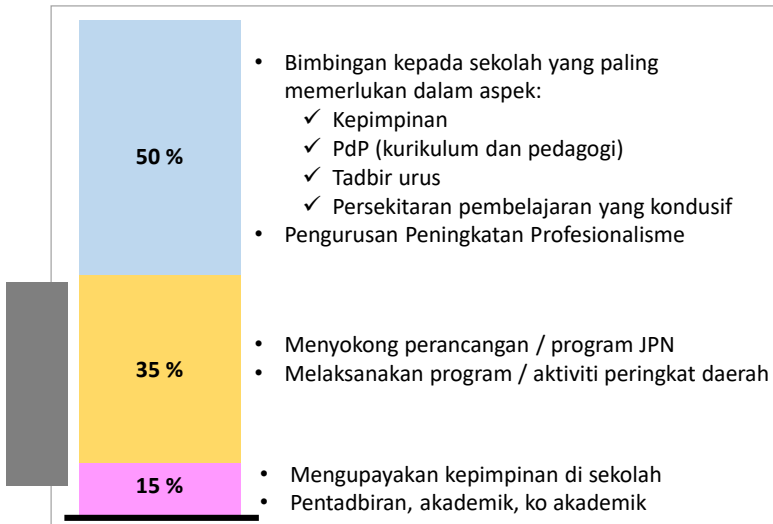 50 %
• Bimbingan kepada sekolah yang paling
memerlukan dalam aspek:
✓ Kepimpinan
✓ PdP (kurikulum dan pedagogi)
✓ Tadbir urus
✓ Persekitaran pembelajaran yang kondusif
• Pengurusan Peningkatan Profesionalisme
35 %
• Menyokong perancangan / program JPN
• Melaksanakan program / aktiviti peringkat daerah
15 %
• Mengupayakan kepimpinan di sekolah
• Pentadbiran, akademik, ko akademik